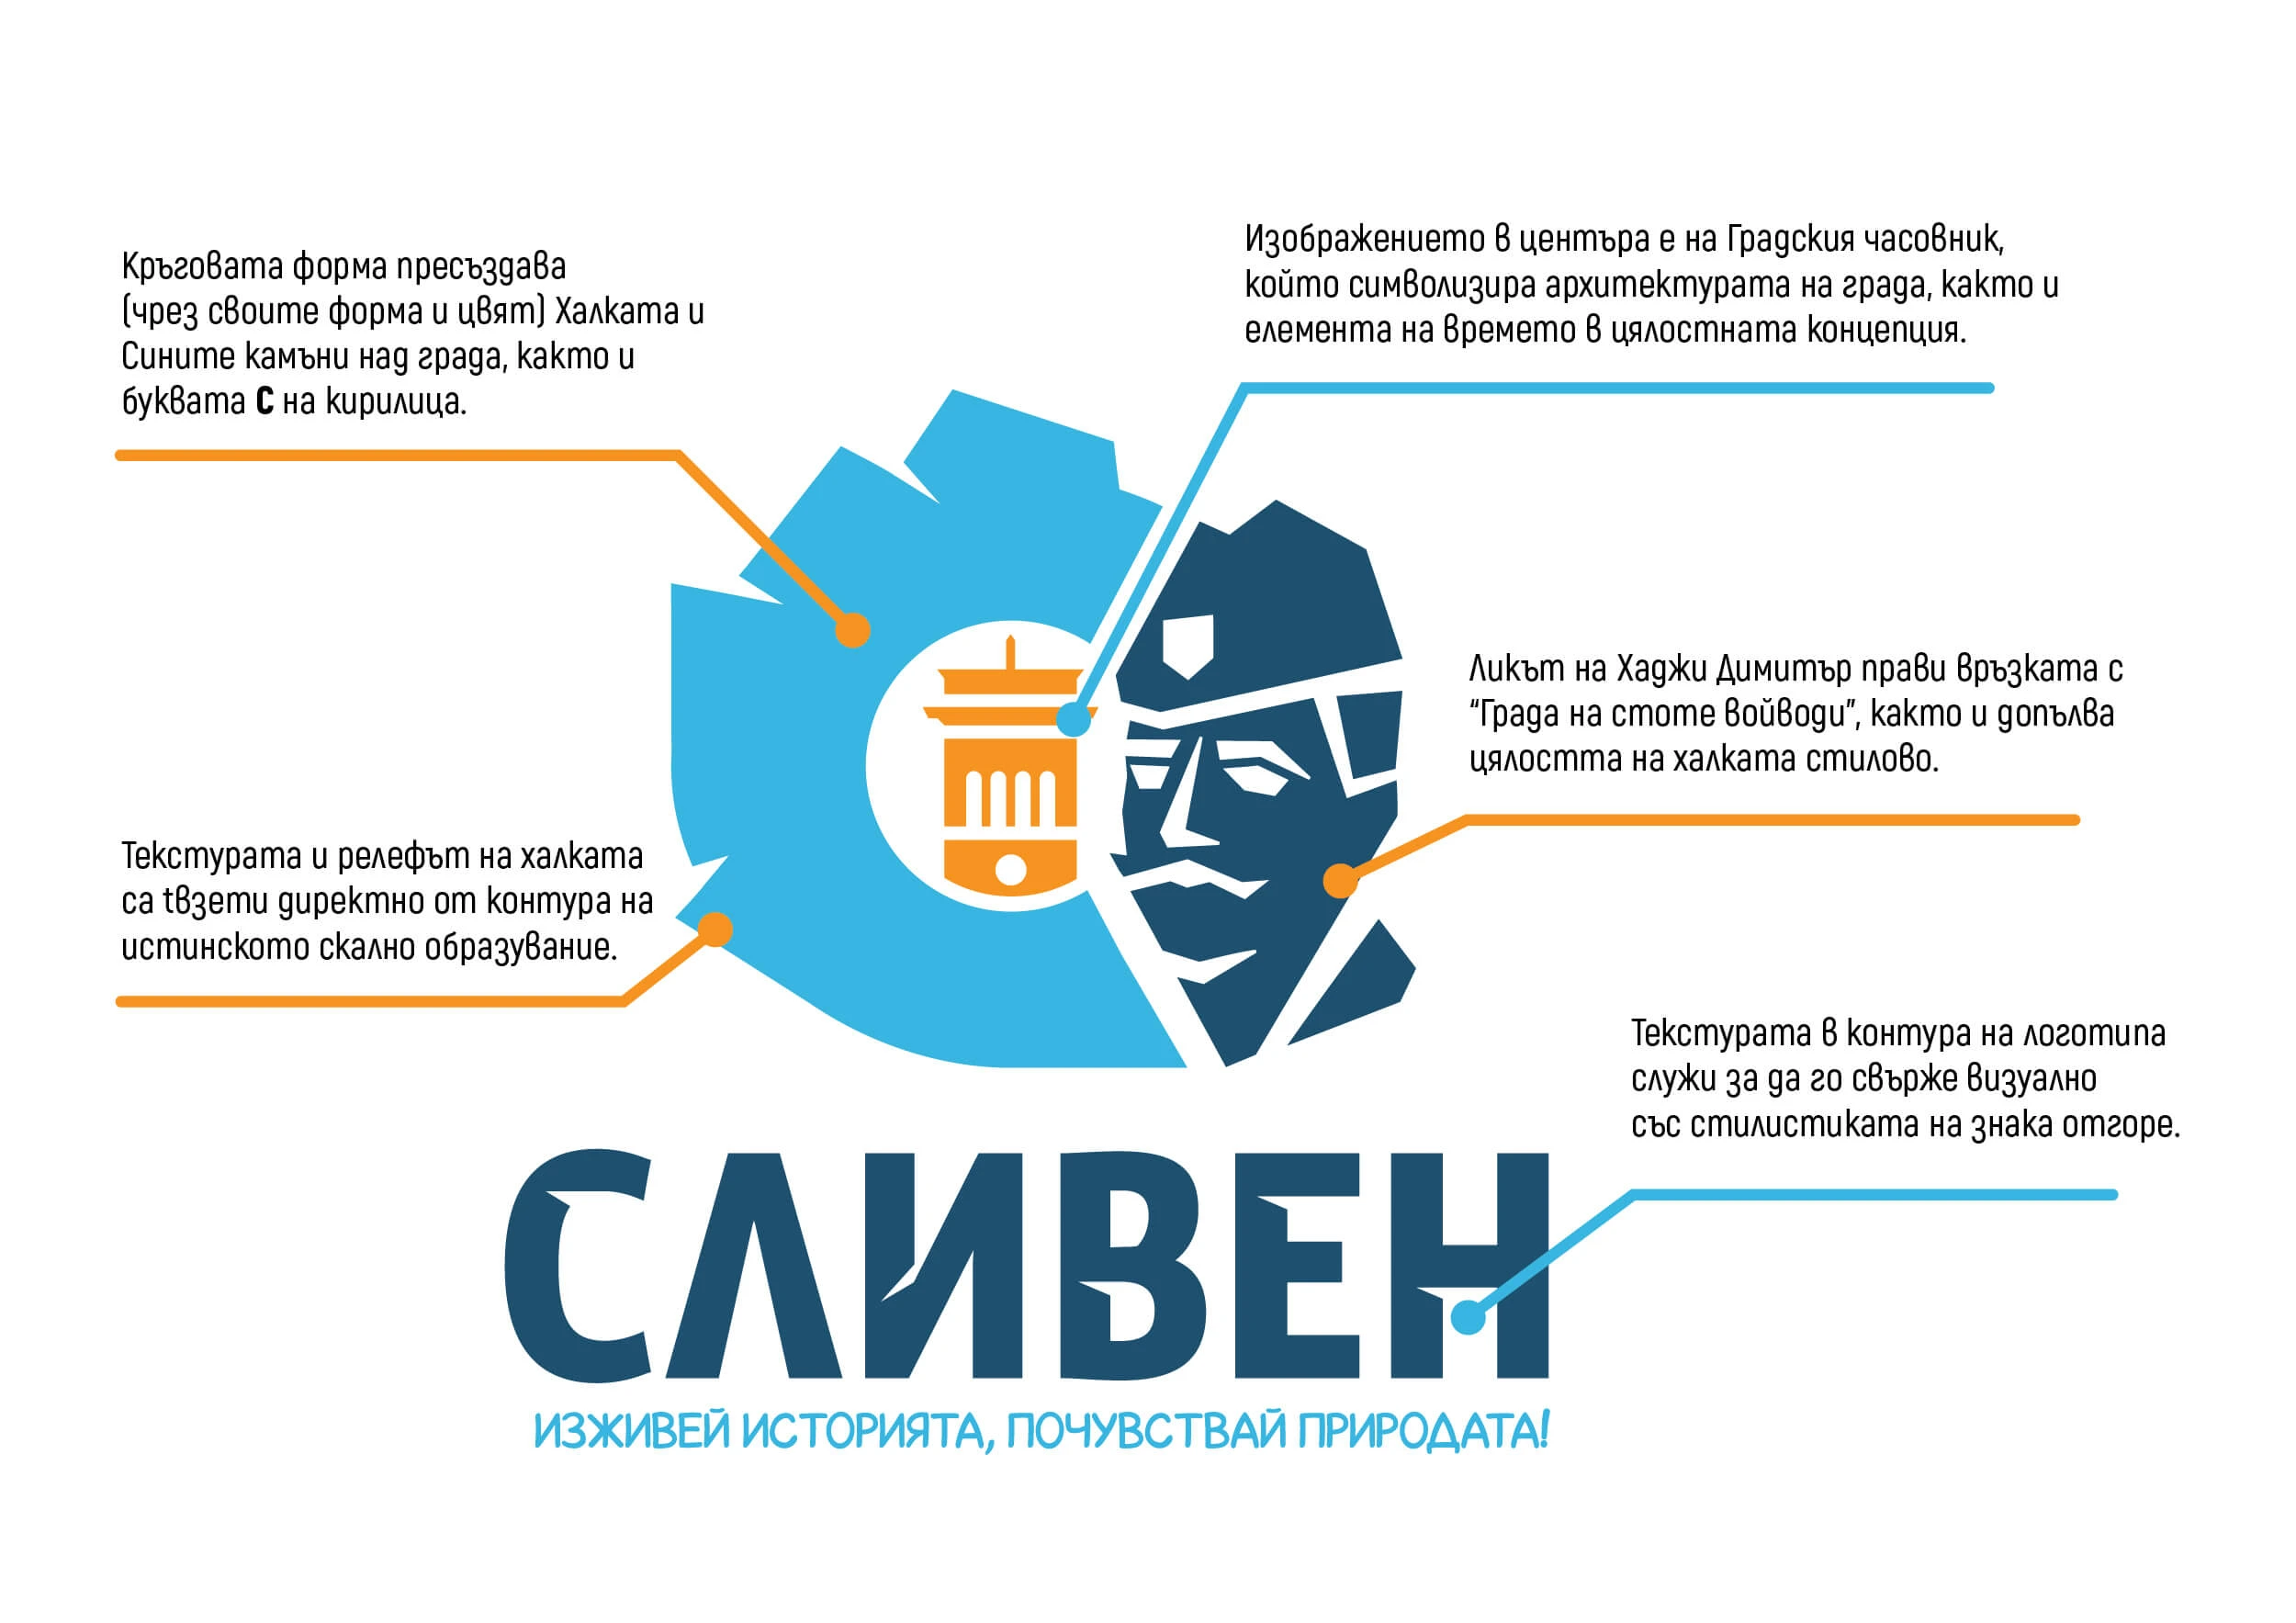 Кръговата форма пресъздава
(чрез своите форма и цвят) Халката и
Сините камъни над града, както и
буквата С на кирилица.
Изображението в центъра е на Градския часовник,
който символизира архитектурата на града, както и
елемента на времето в цялостната концепция.
Ликът на Хаджи Димитър прави връзката с
“Града на стоте войводи”, както и допълва
цялостта на халката стилово.
Текстурата и релефът на халката
са tвзети директно от контура на
истинското скално образувание.
Текстурата в контура на логотипа
служи за да го свърже визуално
със стилистиката на знака отгоре.
СЛИВЕН
ИЗЖИВЕЙ ИСТОРИЯТА, ПОЧУВСТВАЙ ПРИРОДАТА!